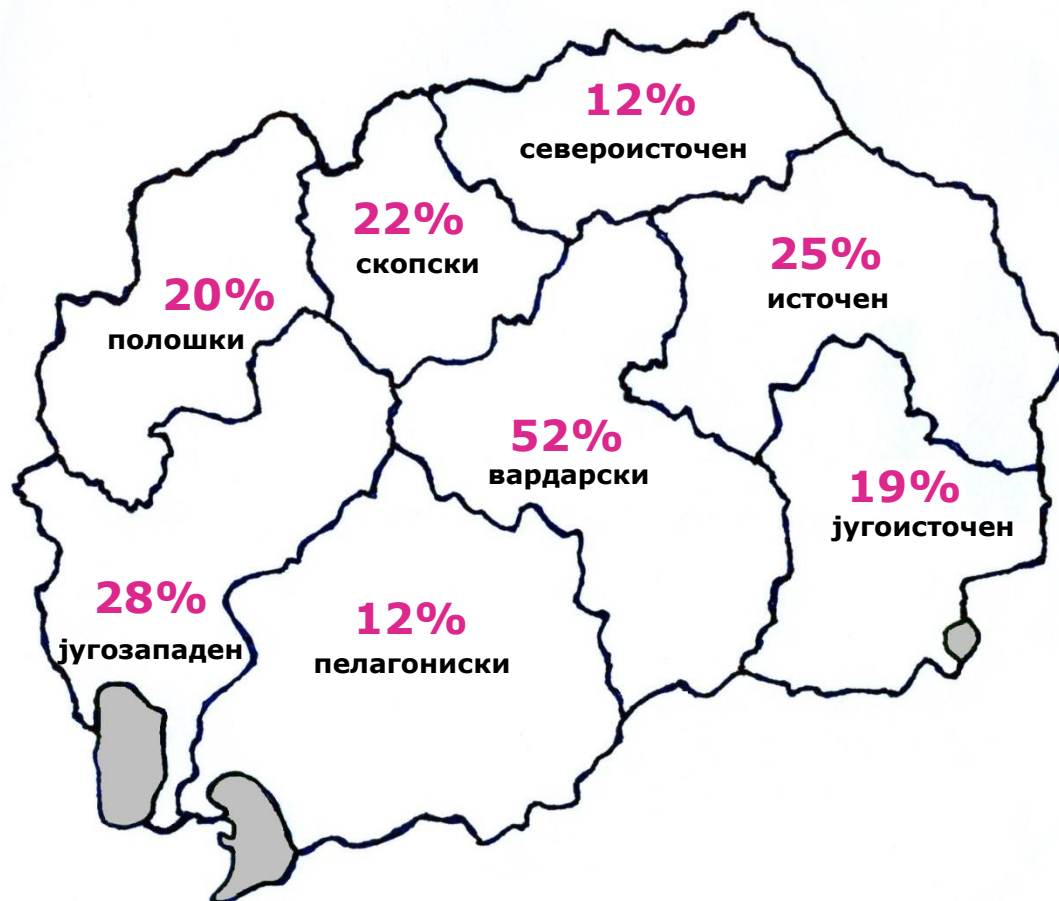 12%
североисточен
22%
скопски
25%
источен
20%
полошки
52%
вардарски
19%
југоисточен
28%
југозападен
12%
пелагониски